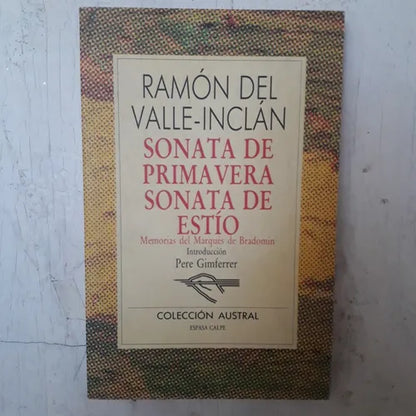 RAMÓN DEL
VALLE-INCLÁN
SONATA DE
PRIMAVERA
SONATA DE
ESTÍO
Memorias del Marqués de Bradomín
Introducción
Pere Gimferrer
COLECCIÓN AUSTRAL
ESPASA CALPE